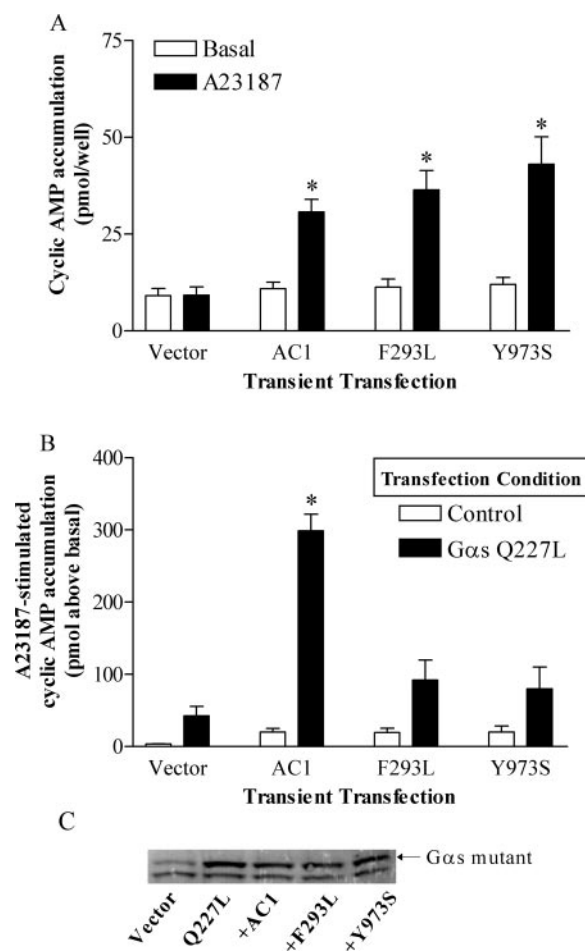 A
Basal
A23187
Cyclic AMP accumulation
(pmol/well)
75
50
25
0
*
*
*
Vector
AC1
F293L
Y973S
Transient Transfection
B
A23187-stimulated
cyclic AMP accumulation
(pmol above basal)
400
300
200
100
0
Transfection Condition
Control
Gαs Q227L
*
Vector
AC1
F293L
Y973S
Transient Transfection
C
Gαs mutant
Vector
Q227L
+AC1
+F293L
+Y973S